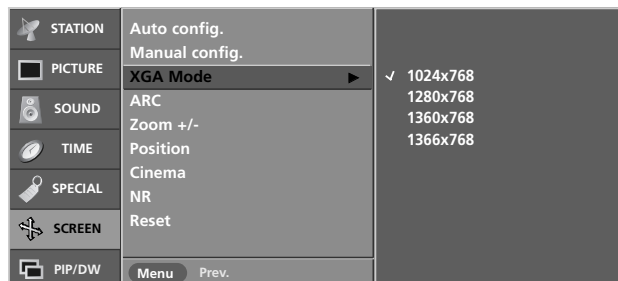 STATION
PICTURE
SOUND
TIME
SPECIAL
SCREEN
PIP/DW
Auto config.
Manual config.
XGA Mode
ARC
Zoom +/-
Position
Cinema
NR
Reset
Menu Prev.
1024x768
1280x768
1360x768
1366x768